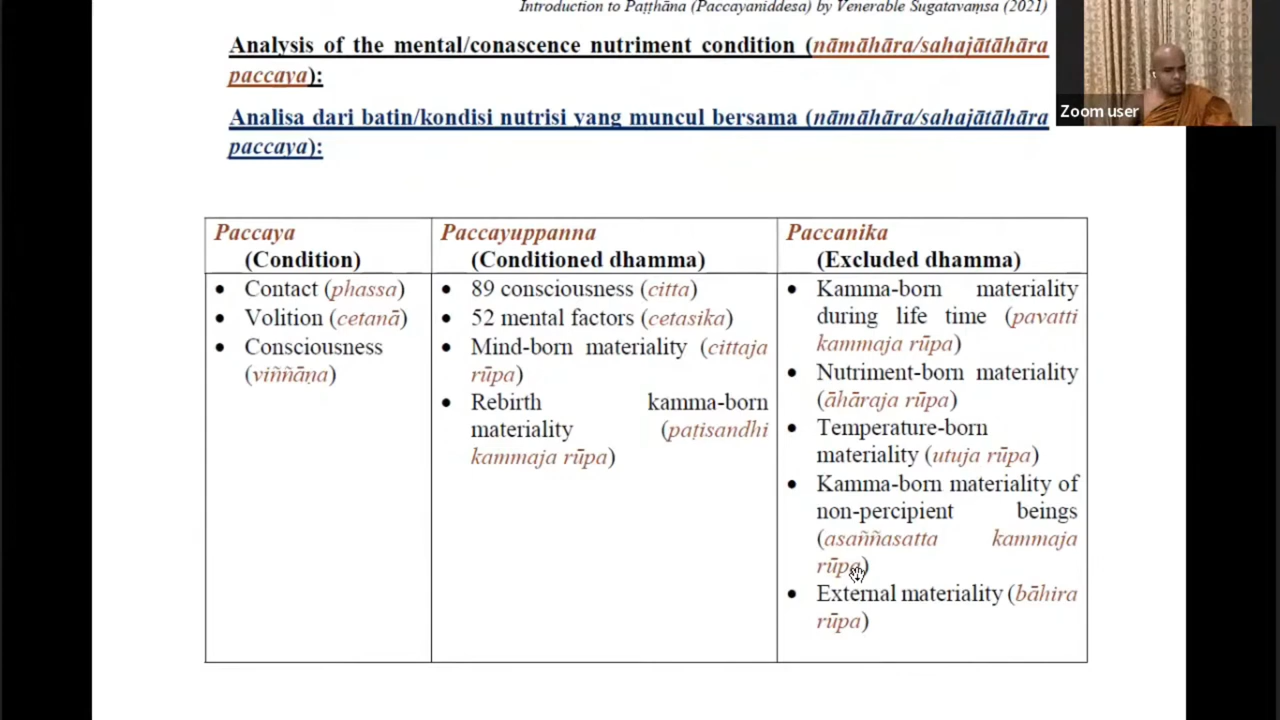 Introduction to Paṭṭhāna (Paccayaniddesa) by Venerable Sugatavaṃsa (2021)
Analysis of the mental/conascence nutriment condition (nāmāhāra/sahajātāhāra
paccaya):
Analisa dari batin/kondisi nutrisi yang muncul bersama (nāmāhāra/sahajātāhāra
paccaya):
Zoom user
Paccaya
(Condition)
• Contact (phassa)
• Volition (cetanā)
• Consciousness
(viññāṇa)
Paccayuppanna
(Conditioned dhamma)
• 89 consciousness (citta)
• 52 mental factors (cetasika)
• Mind-born materiality (cittaja
rūpa)
• Rebirth kamma-born
materiality (paṭisandhi
kammaja rūpa)
Paccanika
(Excluded dhamma)
• Kamma-born materiality
during life time (pavatti
kammaja rūpa)
• Nutriment-born materiality
(āhāraja rūpa)
• Temperature-born
materiality (utuja rūpa)
• Kamma-born materiality of
non-percipient beings
(asaññasatta kammaja
rūpa)
• External materiality (bāhira
rūpa)